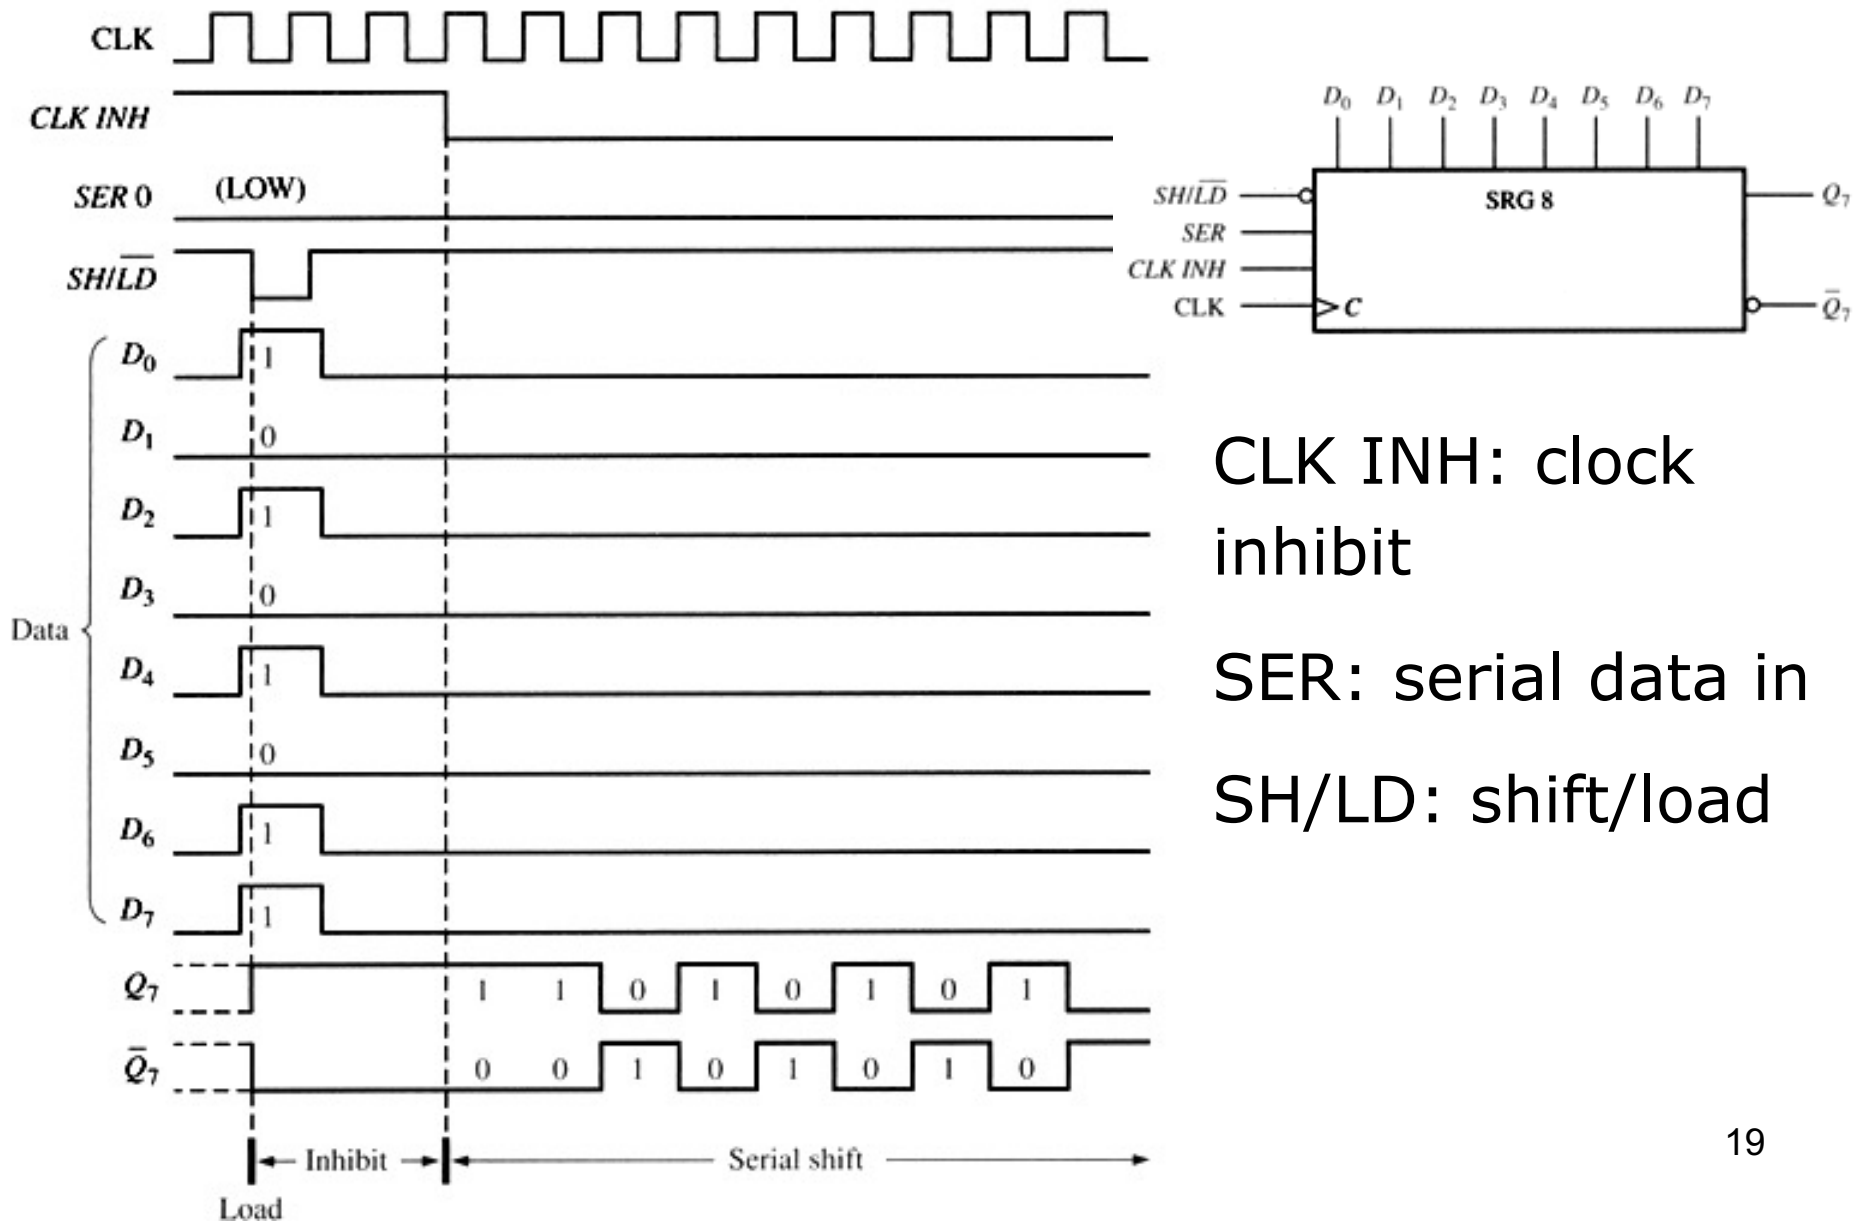 CLK
CLK INH
SER 0 (LOW)
SH/L̅D̅
Data
D₀ 1
D₁ 0
D₂ 1
D₃ 0
D₄ 1
D₅ 0
D₆ 1
D₇ 1
Q₇ 1 1 0 1 0 1 0 1
Q̅₇ 0 0 1 0 1 0 1 0
Inhibit Serial shift
Load
D₀ D₁ D₂ D₃ D₄ D₅ D₆ D₇
SH/L̅D̅ SRG 8 Q₇
SER
CLK INH
CLK C Q̅₇
CLK INH: clock
inhibit
SER: serial data in
SH/LD: shift/load
19